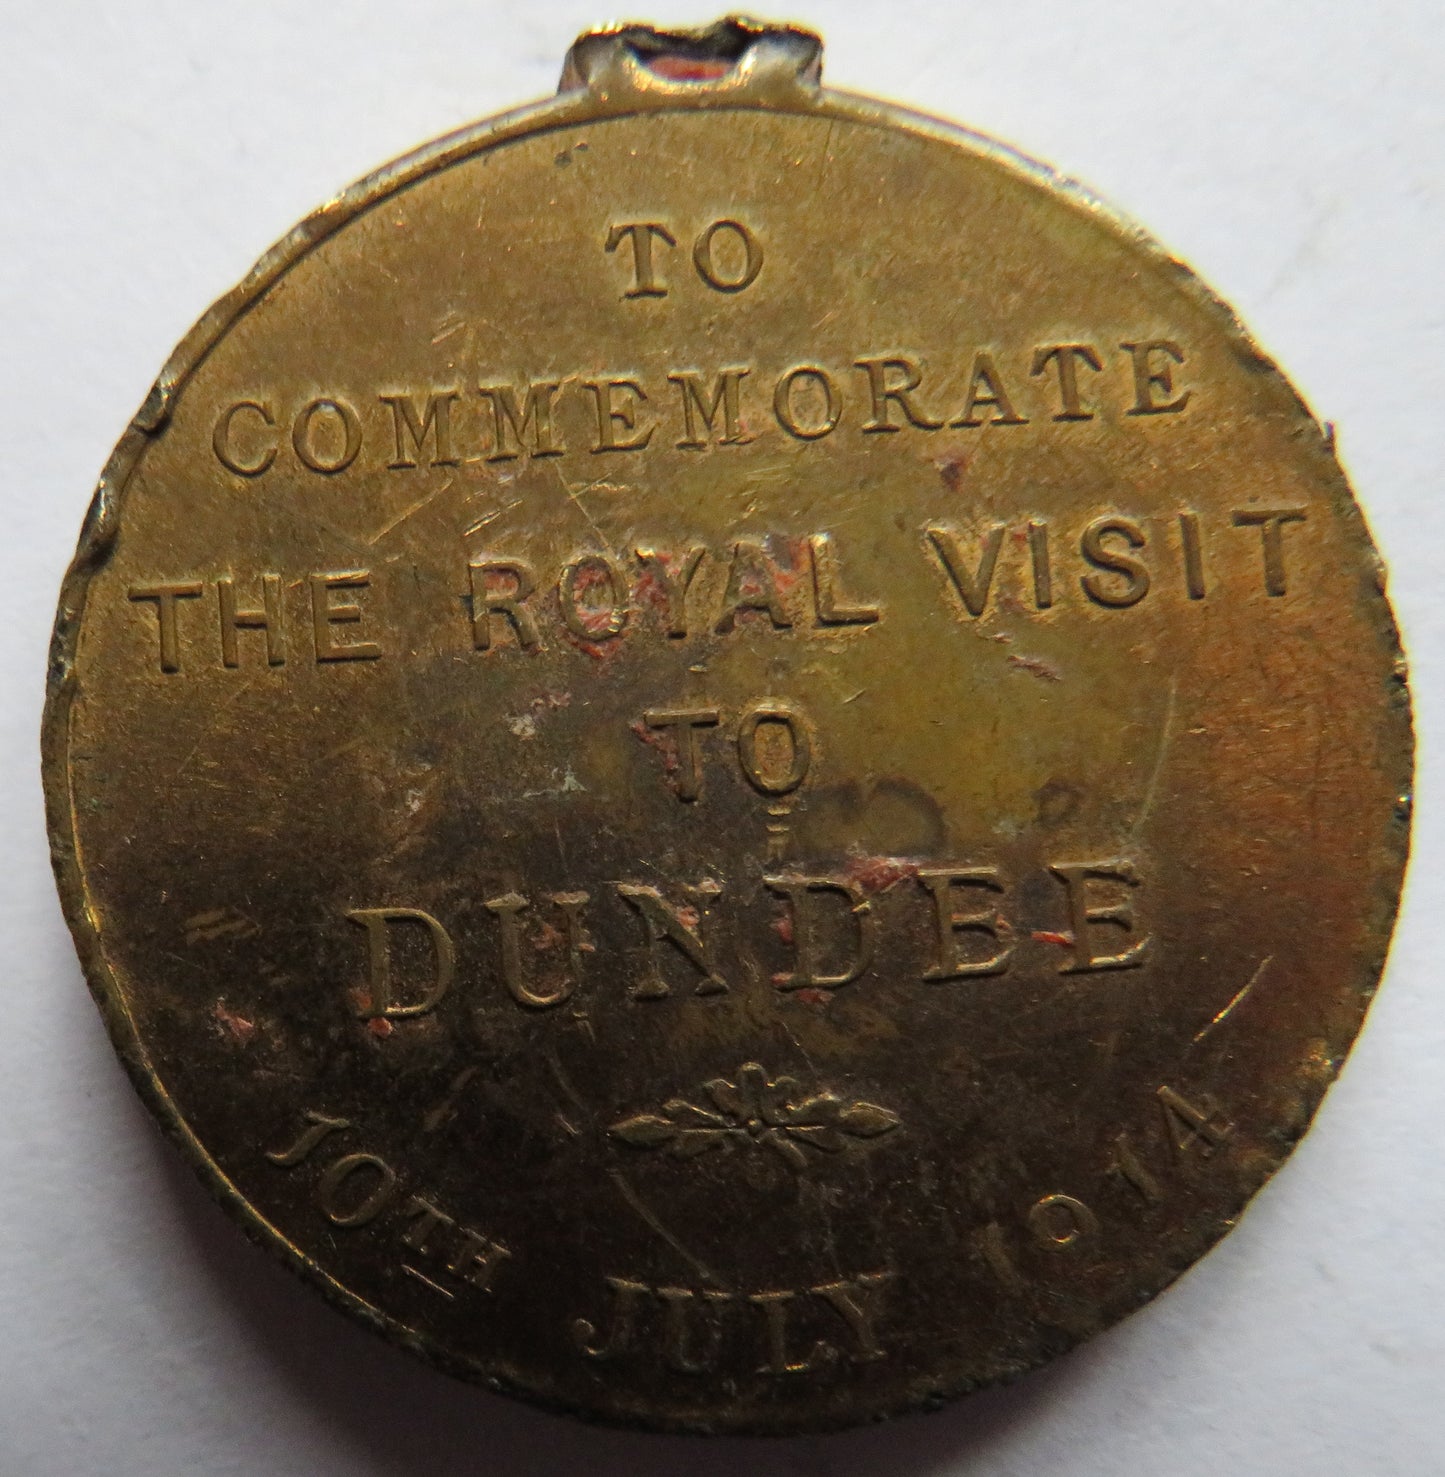 TO
COMMEMORATE
THE ROYAL VISIT
TO
DUNDEE
10TH JULY 1914